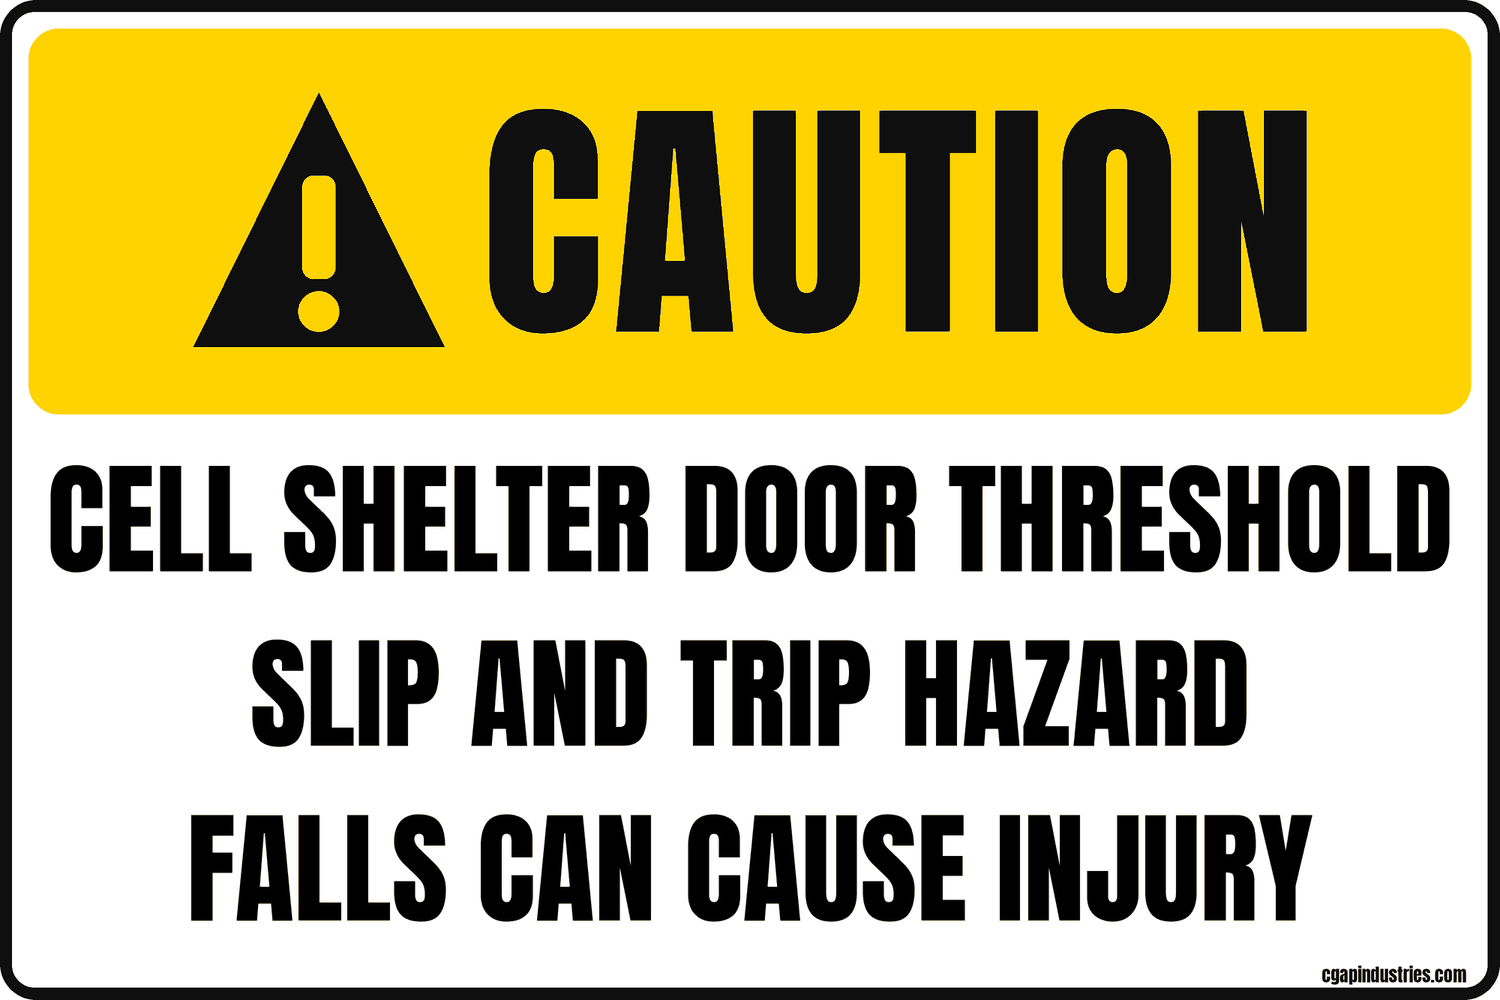 CAUTION
CELL SHELTER DOOR THRESHOLD
SLIP AND TRIP HAZARD
FALLS CAN CAUSE INJURY
cgapindustries.com